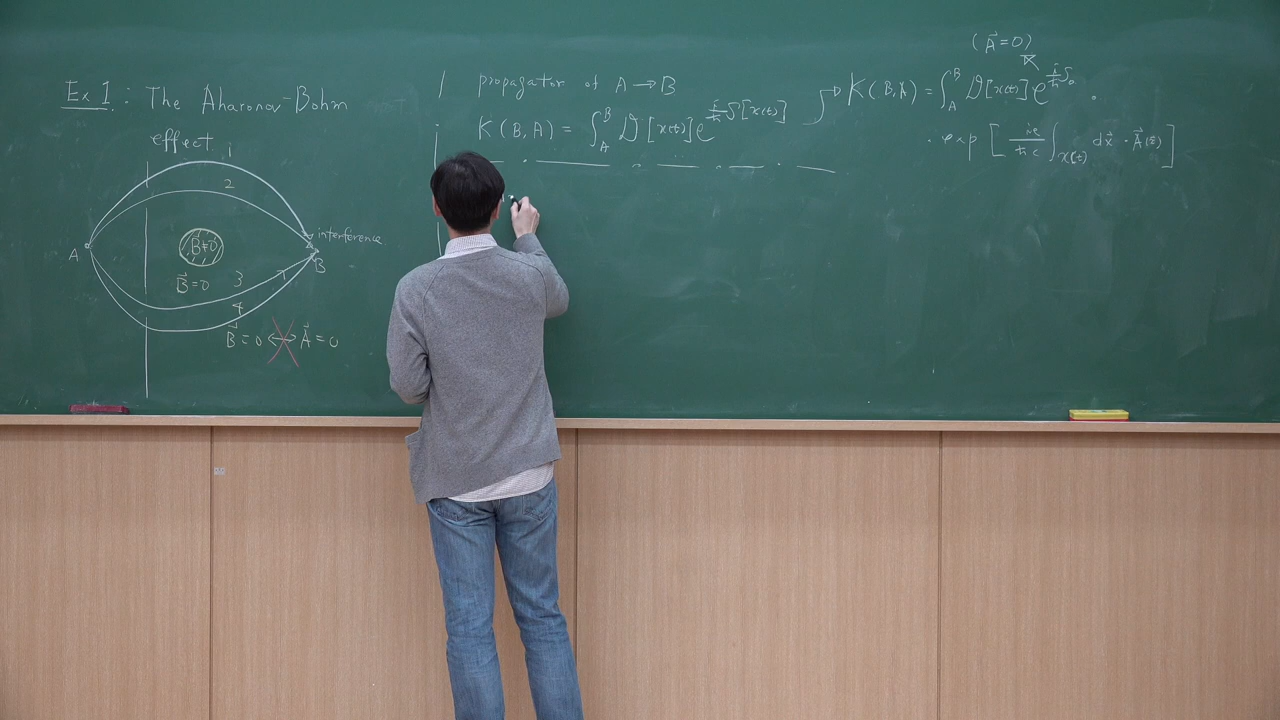 Ex 1 : The Aharonov-Bohm
effect
1
2
interference
A
B⃗≠0
B
B⃗=0
3
4
B⃗ = 0 ↔ A⃗ = 0
propagator of A → B
K(B,A) = ∫_A^B 𝒟[x(t)] e^{i/ħ S[x(t)]}
(A⃗=0)
K(B,A) = ∫_A^B 𝒟[x(t)] e^{i/ħ S₀} .
· exp [ ie/ħc ∫_{x(t)} dx⃗ · A⃗(x⃗) ]